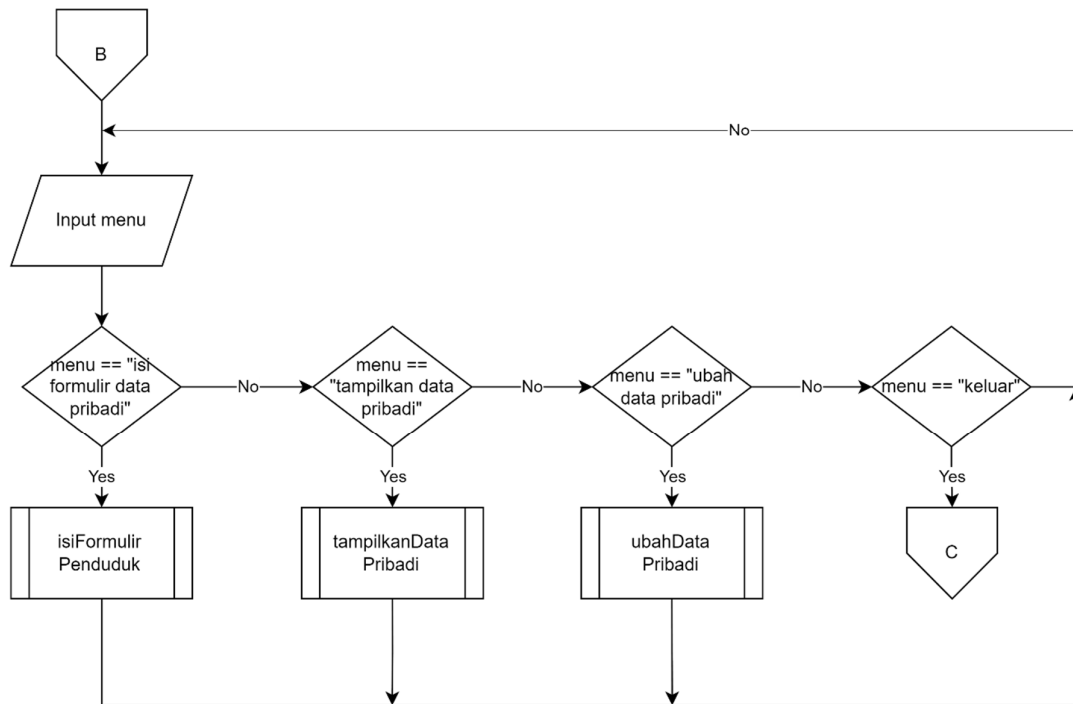 B
No
Input menu
menu == "isi
formulir data
pribadi"
No
menu ==
"tampilkan data
pribadi"
No
menu == "ubah
data pribadi"
No
menu == "keluar"
Yes
Yes
Yes
Yes
isiFormulir
Penduduk
tampilkanData
Pribadi
ubahData
Pribadi
C